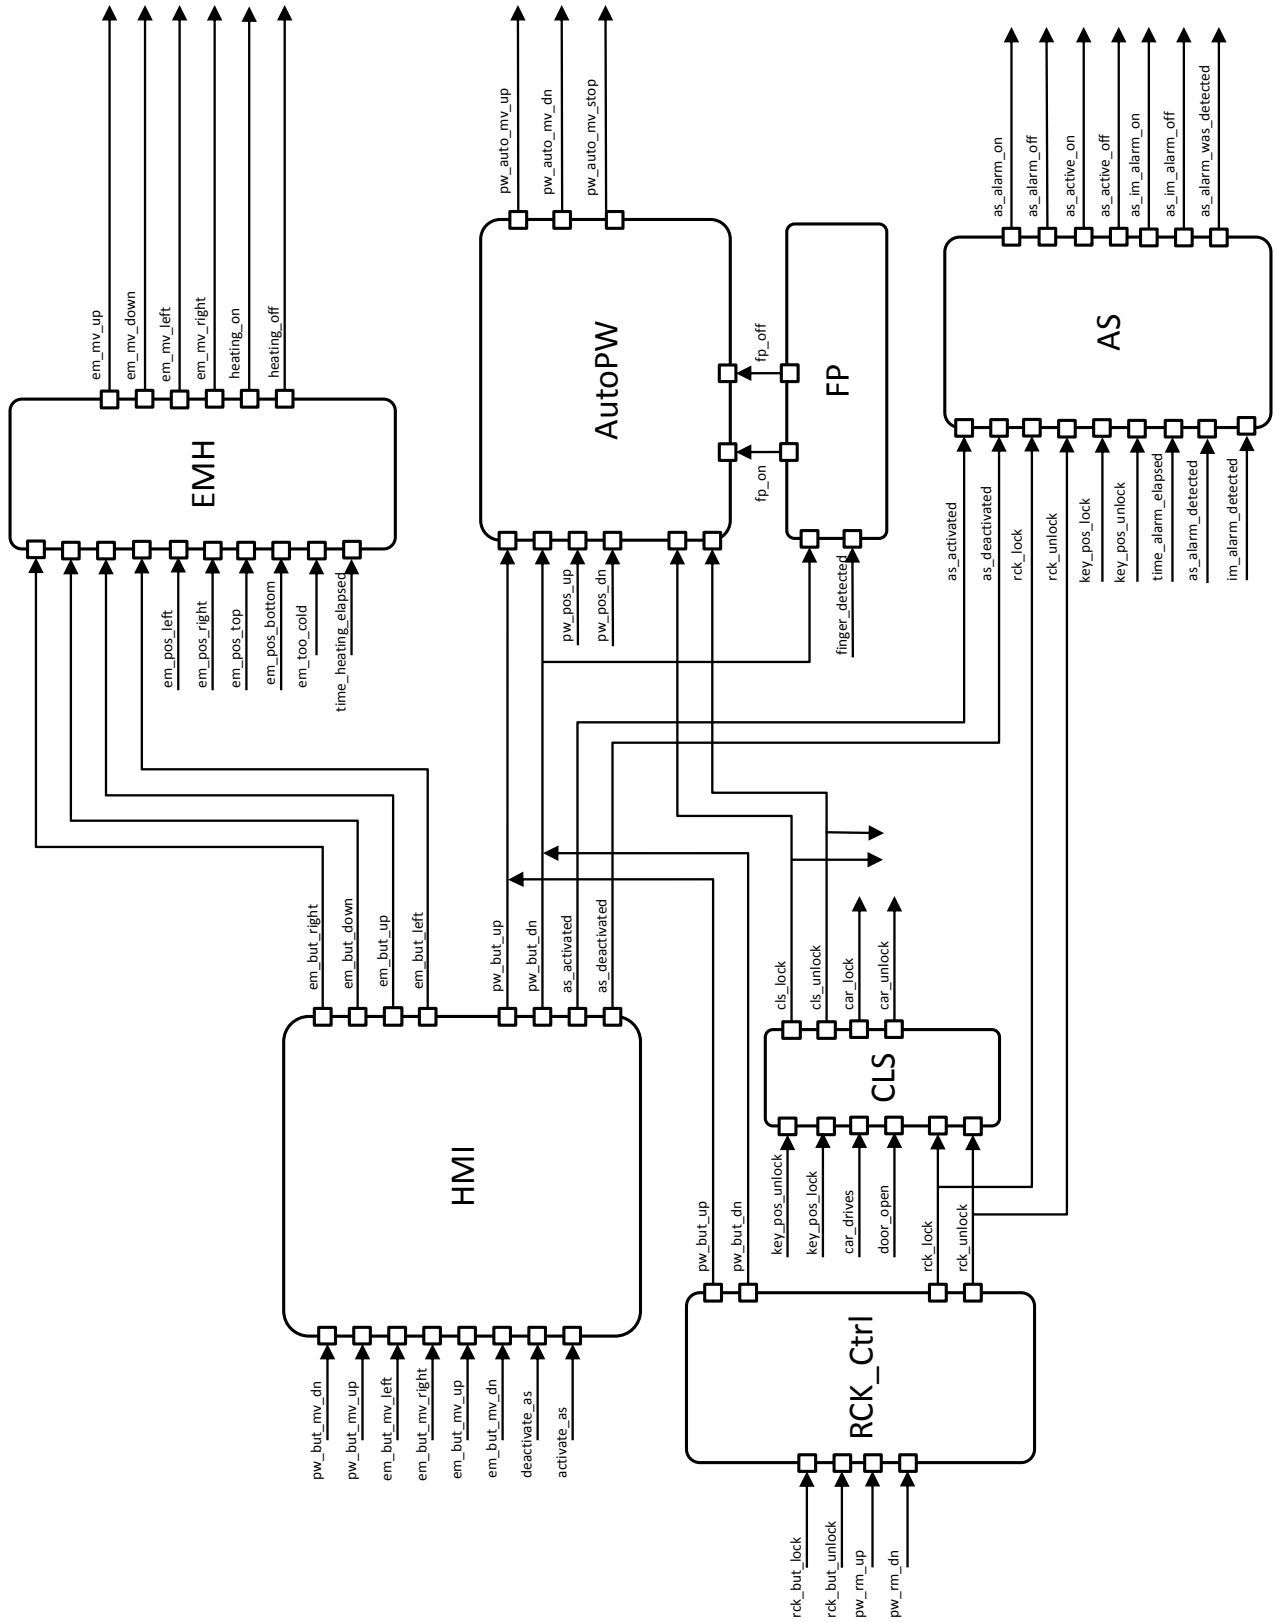 em_mv_up
em_mv_down
em_mv_left
em_mv_right
heating_on
heating_off
EMH
em_pos_left
em_pos_right
em_pos_top
em_pos_bottom
em_too_cold
time_heating_elapsed
pw_auto_mv_up
pw_auto_mv_dn
pw_auto_mv_stop
AutoPW
pw_pos_up
pw_pos_dn
fp_on
fp_off
FP
finger_detected
as_alarm_on
as_alarm_off
as_active_on
as_active_off
as_im_alarm_on
as_im_alarm_off
as_alarm_was_detected
AS
as_activated
as_deactivated
rck_lock
rck_unlock
key_pos_lock
key_pos_unlock
time_alarm_elapsed
as_alarm_detected
im_alarm_detected
em_but_right
em_but_down
em_but_up
em_but_left
pw_but_up
pw_but_dn
as_activated
as_deactivated
HMI
pw_but_mv_dn
pw_but_mv_up
em_but_mv_left
em_but_mv_right
em_but_mv_up
em_but_mv_dn
deactivate_as
activate_as
cls_lock
cls_unlock
car_lock
car_unlock
CLS
key_pos_unlock
key_pos_lock
car_drives
door_open
pw_but_up
pw_but_dn
rck_lock
rck_unlock
RCK_Ctrl
rck_but_lock
rck_but_unlock
pw_rm_up
pw_rm_dn